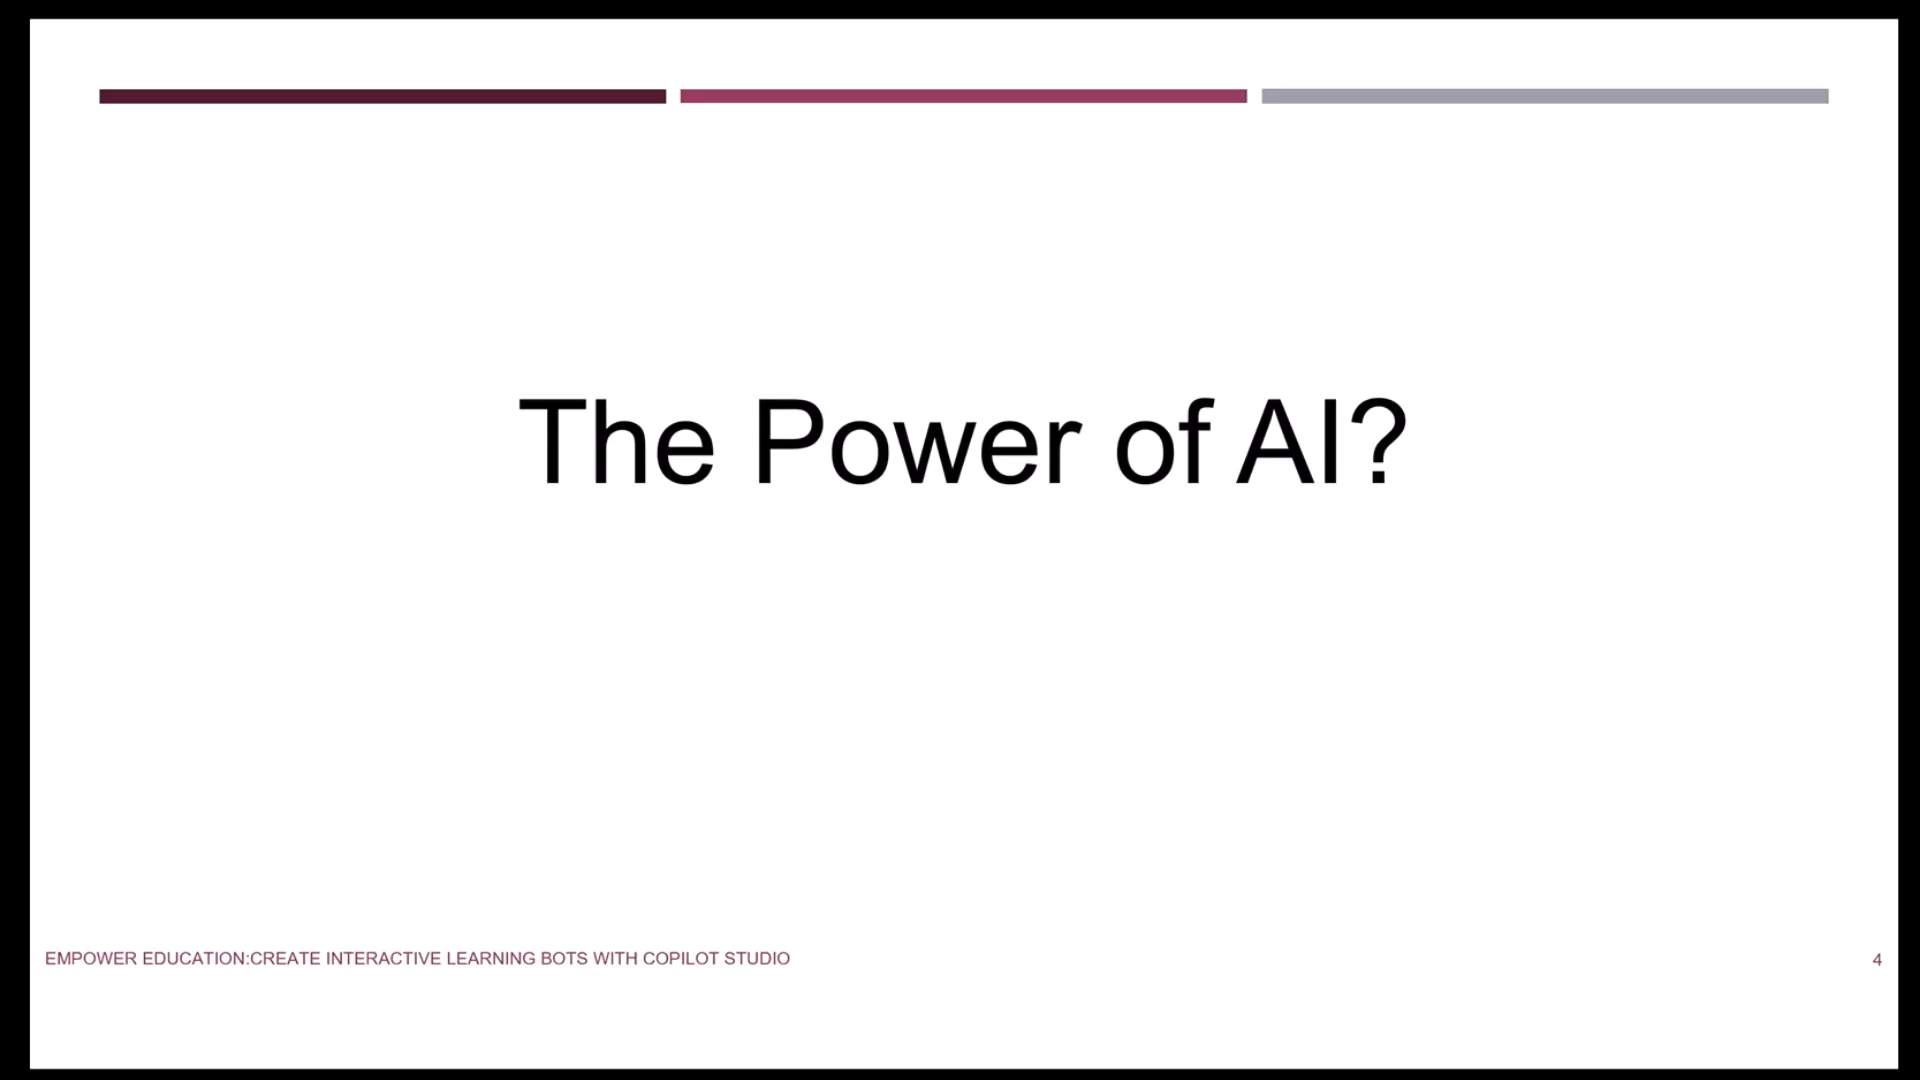 The Power of AI?
EMPOWER EDUCATION:CREATE INTERACTIVE LEARNING BOTS WITH COPILOT STUDIO
4